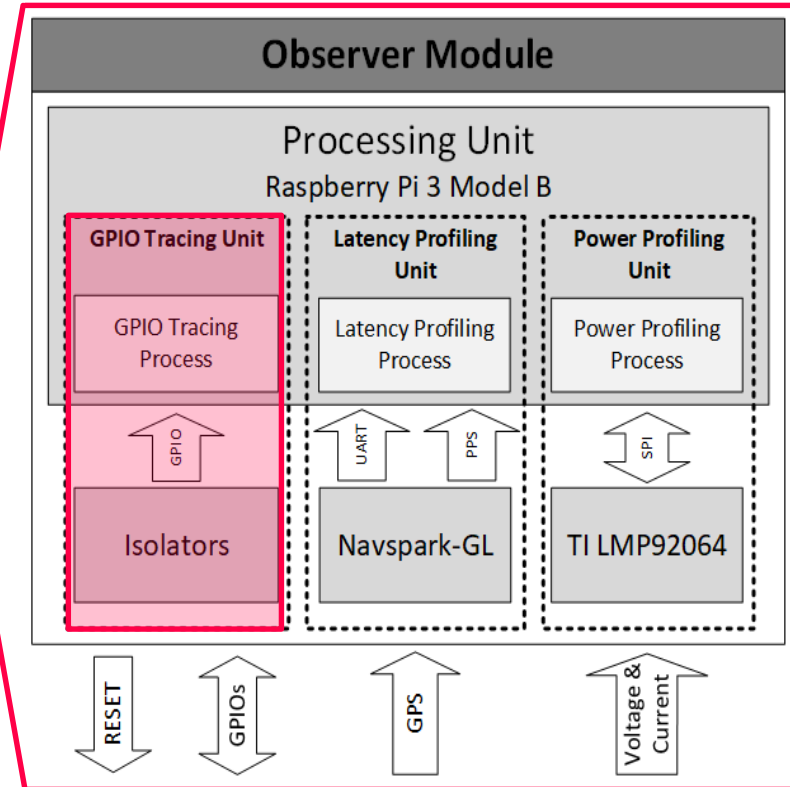 Observer Module
Processing Unit
Raspberry Pi 3 Model B
GPIO Tracing Unit
GPIO Tracing
Process
GPIO
Isolators
Latency Profiling
Unit
Latency Profiling
Process
UART
PPS
Navspark-GL
Power Profiling
Unit
Power Profiling
Process
SPI
TI LMP92064
RESET
GPIOs
GPS
Voltage &
Current